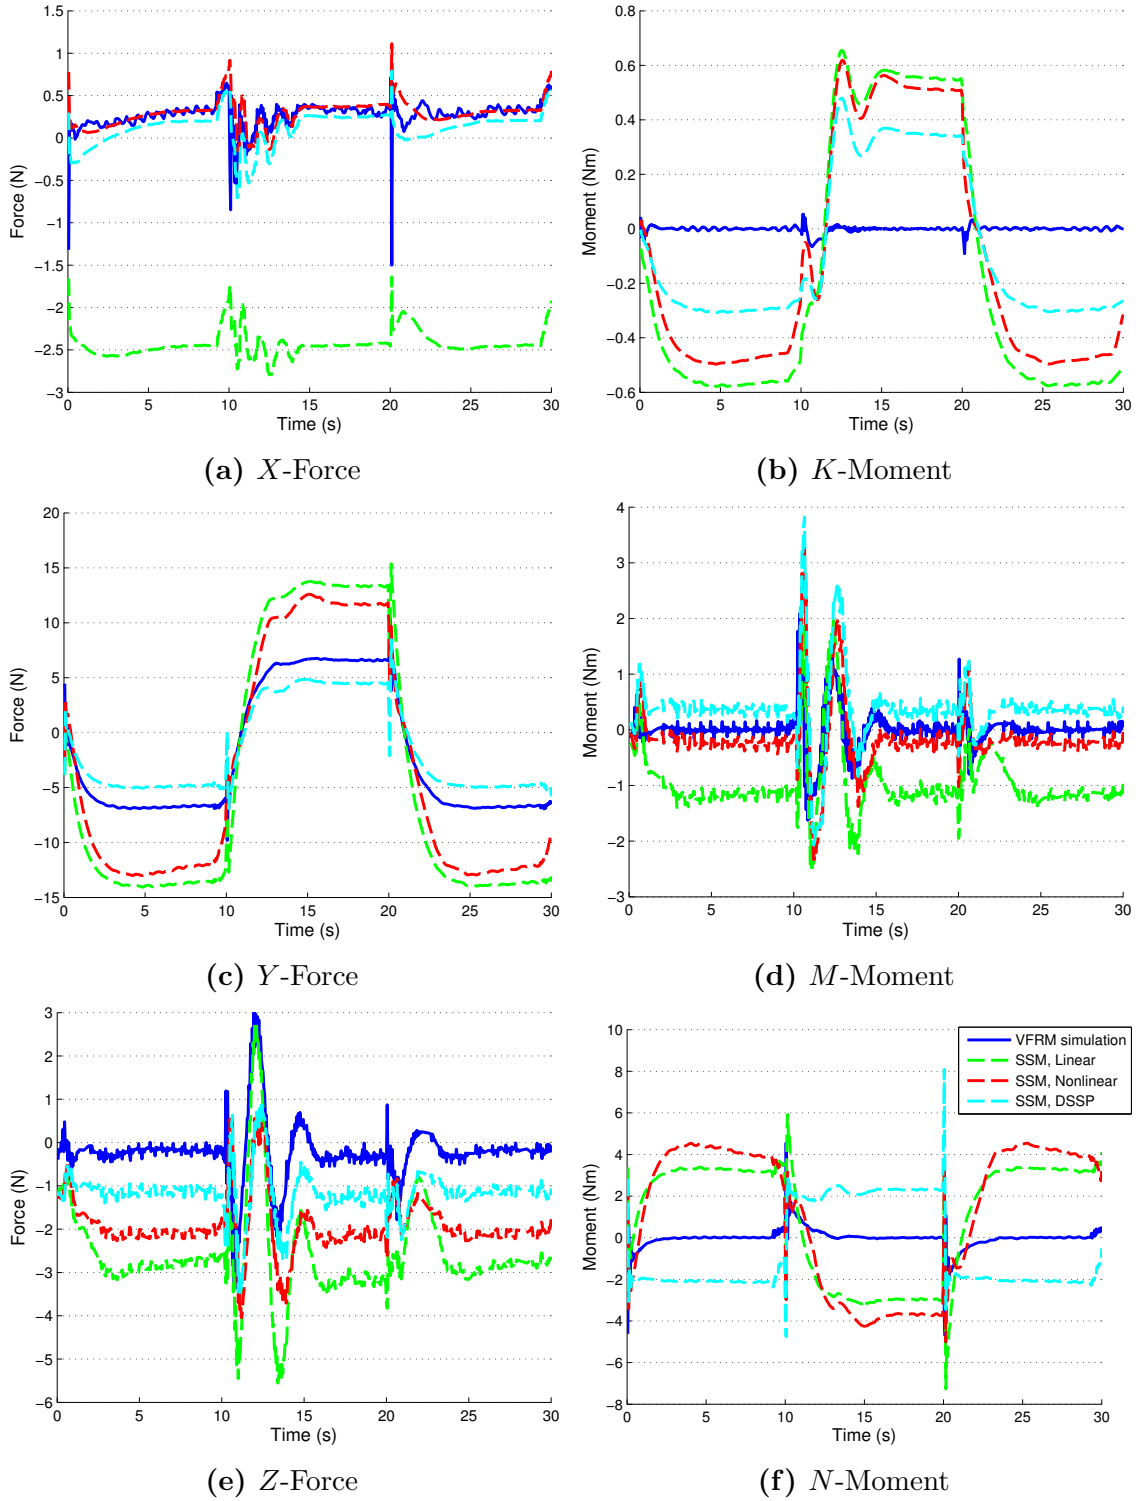 1.5
1
0.5
0
−0.5
−1
−1.5
−2
−2.5
−3
Force (N)
0 5 10 15 20 25 30
Time (s)
(a) X-Force
0.8
0.6
0.4
0.2
0
−0.2
−0.4
−0.6
Moment (Nm)
0 5 10 15 20 25 30
Time (s)
(b) K-Moment
20
15
10
5
0
−5
−10
−15
Force (N)
0 5 10 15 20 25 30
Time (s)
(c) Y-Force
4
3
2
1
0
−1
−2
−3
Moment (Nm)
0 5 10 15 20 25 30
Time (s)
(d) M-Moment
3
2
1
0
−1
−2
−3
−4
−5
−6
Force (N)
0 5 10 15 20 25 30
Time (s)
(e) Z-Force
10
8
6
4
2
0
−2
−4
−6
−8
Moment (Nm)
0 5 10 15 20 25 30
Time (s)
VFRM simulation
SSM, Linear
SSM, Nonlinear
SSM, DSSP
(f) N-Moment